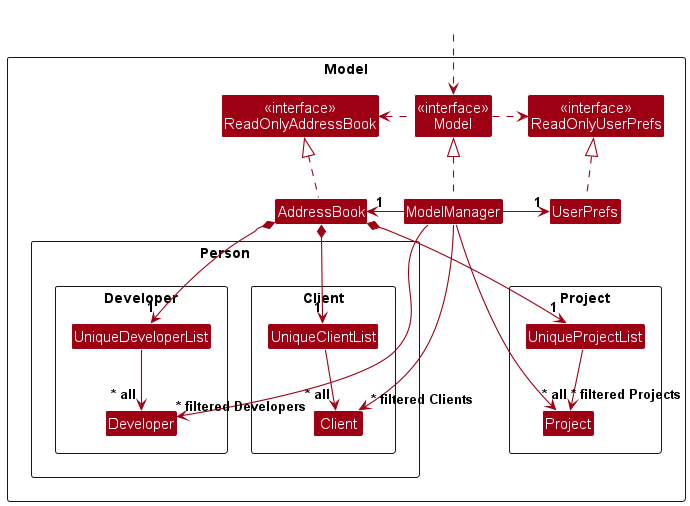 Model
«interface»
ReadOnlyAddressBook
«interface»
Model
«interface»
ReadOnlyUserPrefs
AddressBook
1
ModelManager
1
UserPrefs
Person
Developer
Client
Project
1
1
1
UniqueDeveloperList
UniqueClientList
UniqueProjectList
* all
* filtered Developers
* all
* filtered Clients
* all
* filtered Projects
Developer
Client
Project